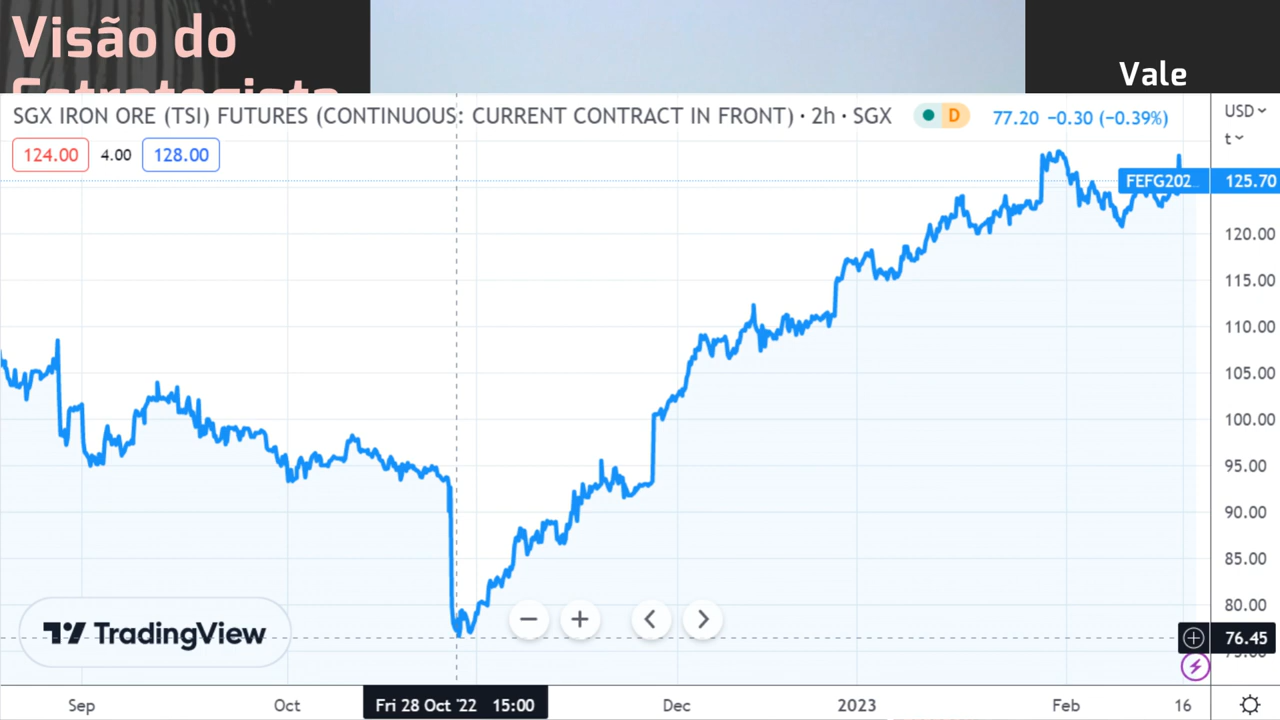 Visão do
Estrategista
Vale
SGX IRON ORE (TSI) FUTURES (CONTINUOUS: CURRENT CONTRACT IN FRONT) · 2h · SGX
D
77.20 −0.30 (−0.39%)
USD
t
124.00 4.00 128.00
FEFG202... 125.70
120.00
115.00
110.00
105.00
100.00
95.00
90.00
85.00
80.00
76.45
75.00
TradingView
Sep
Oct
Fri 28 Oct '22 15:00
Dec
2023
Feb
16